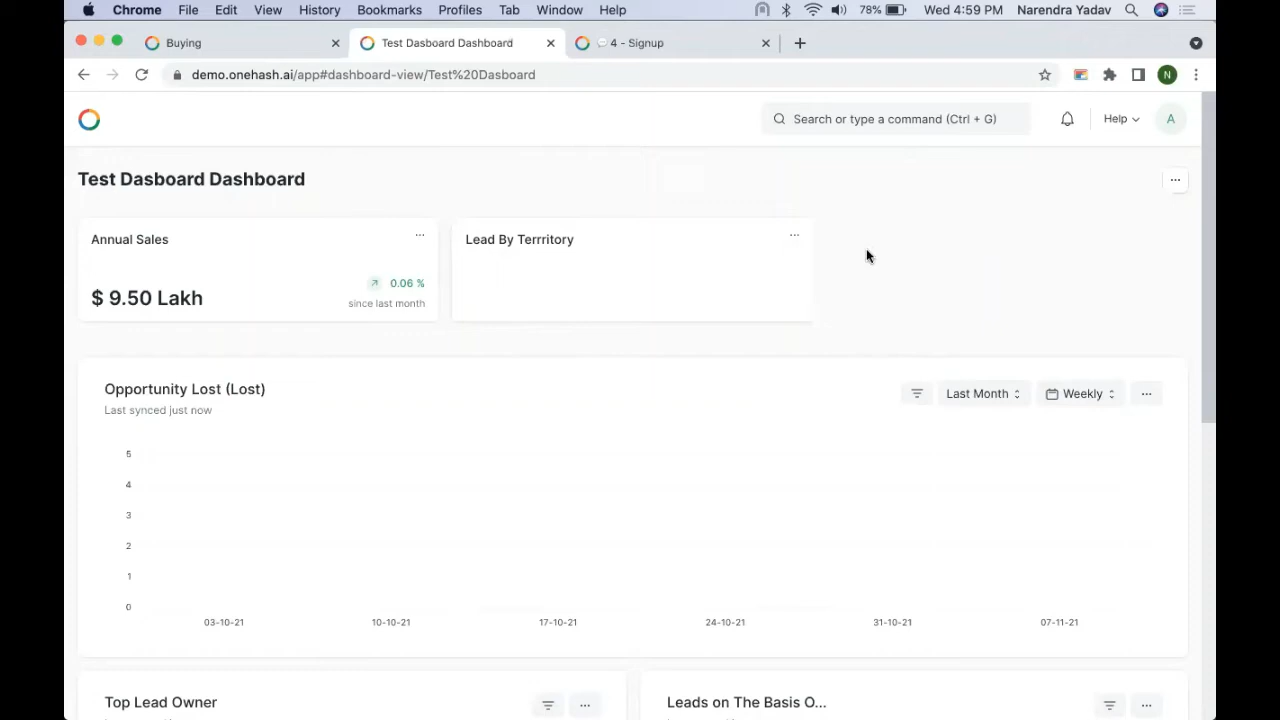 Chrome File Edit View History Bookmarks Profiles Tab Window Help 78% Wed 4:59 PM Narendra Yadav
Buying Test Dasboard Dashboard 4 - Signup
demo.onehash.ai/app#dashboard-view/Test%20Dasboard N
Search or type a command (Ctrl + G) Help A
Test Dasboard Dashboard
Annual Sales
Lead By Terrritory
0.06 %
$ 9.50 Lakh
since last month
Opportunity Lost (Lost)
Last Month Weekly
Last synced just now
5
4
3
2
1
0
03-10-21 10-10-21 17-10-21 24-10-21 31-10-21 07-11-21
Top Lead Owner
Leads on The Basis O...